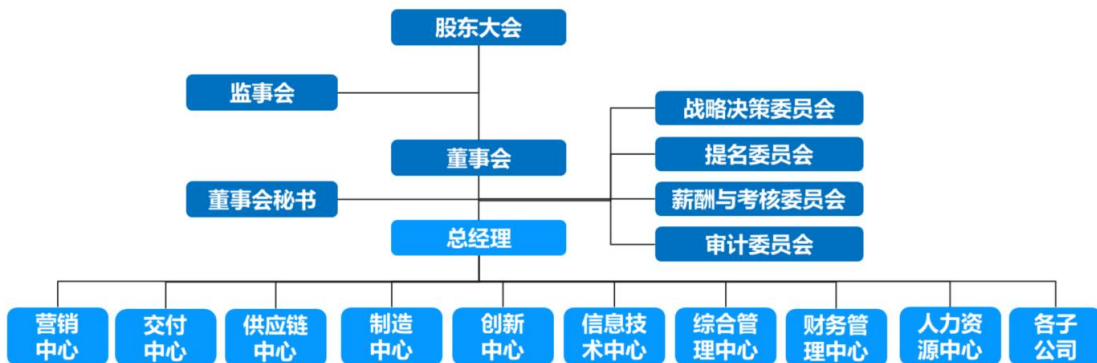 股东大会
监事会
战略决策委员会
董事会
提名委员会
董事会秘书
薪酬与考核委员会
总经理
审计委员会
营销
中心
交付
中心
供应链
中心
制造
中心
创新
中心
信息技
术中心
综合管
理中心
财务管
理中心
人力资
源中心
各子
公司